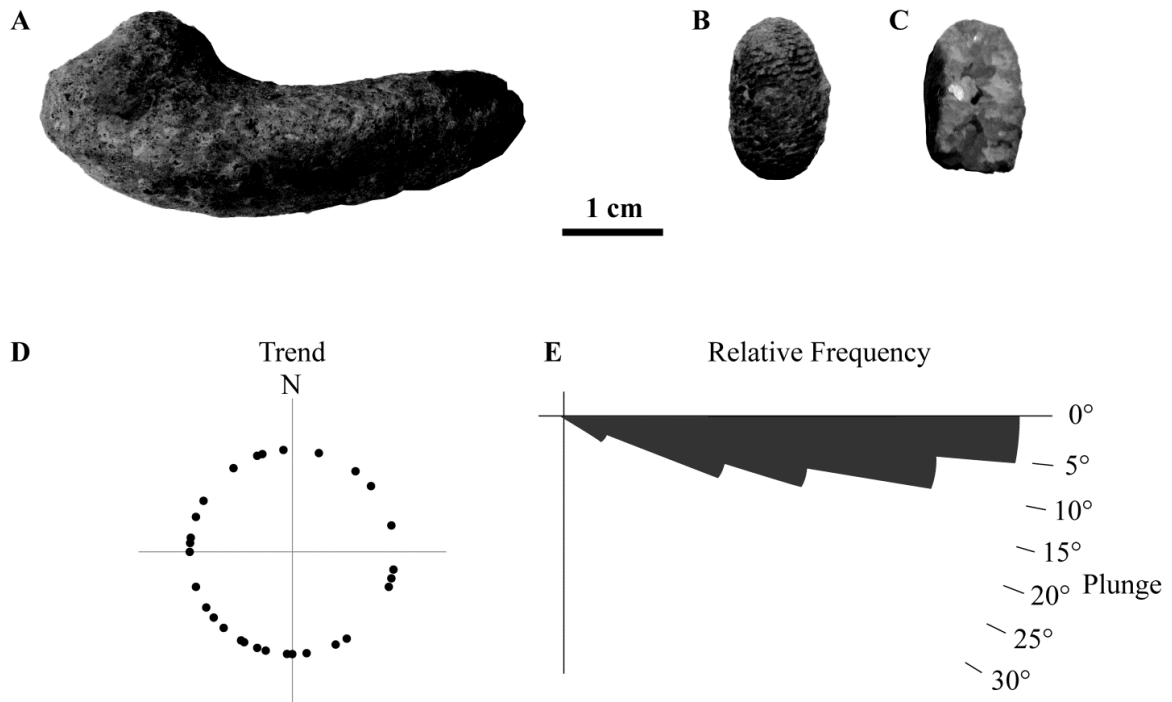 A
B
C
1 cm
D
Trend
N
E
Relative Frequency
0°
5°
10°
15°
20°
Plunge
25°
30°